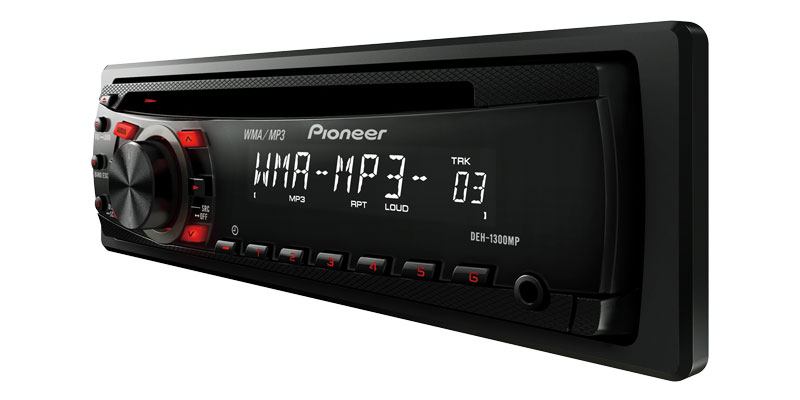 WMA/MP3
Pioneer
WMA-MP3-
TRK
03
MP3
RPT
LOUD
DEH-1300MP
SRC
OFF
1
2
3
4
5
6